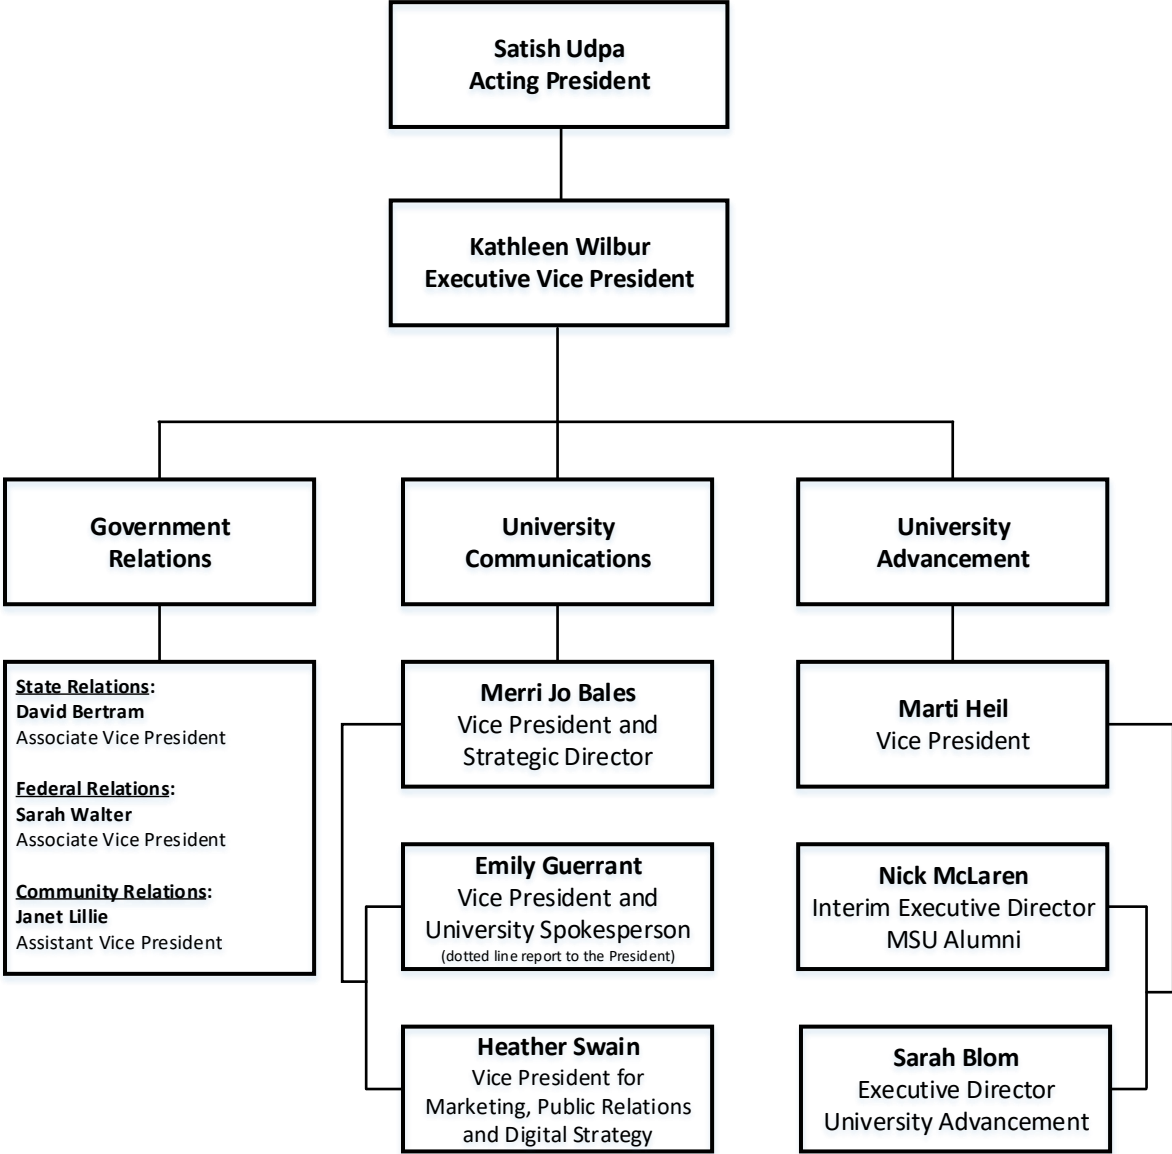 Satish Udpa
Acting President
Kathleen Wilbur
Executive Vice President
Government
Relations
University
Communications
University
Advancement
State Relations:
David Bertram
Associate Vice President
Federal Relations:
Sarah Walter
Associate Vice President
Community Relations:
Janet Lillie
Assistant Vice President
Merri Jo Bales
Vice President and
Strategic Director
Emily Guerrant
Vice President and
University Spokesperson
(dotted line report to the President)
Heather Swain
Vice President for
Marketing, Public Relations
and Digital Strategy
Marti Heil
Vice President
Nick McLaren
Interim Executive Director
MSU Alumni
Sarah Blom
Executive Director
University Advancement